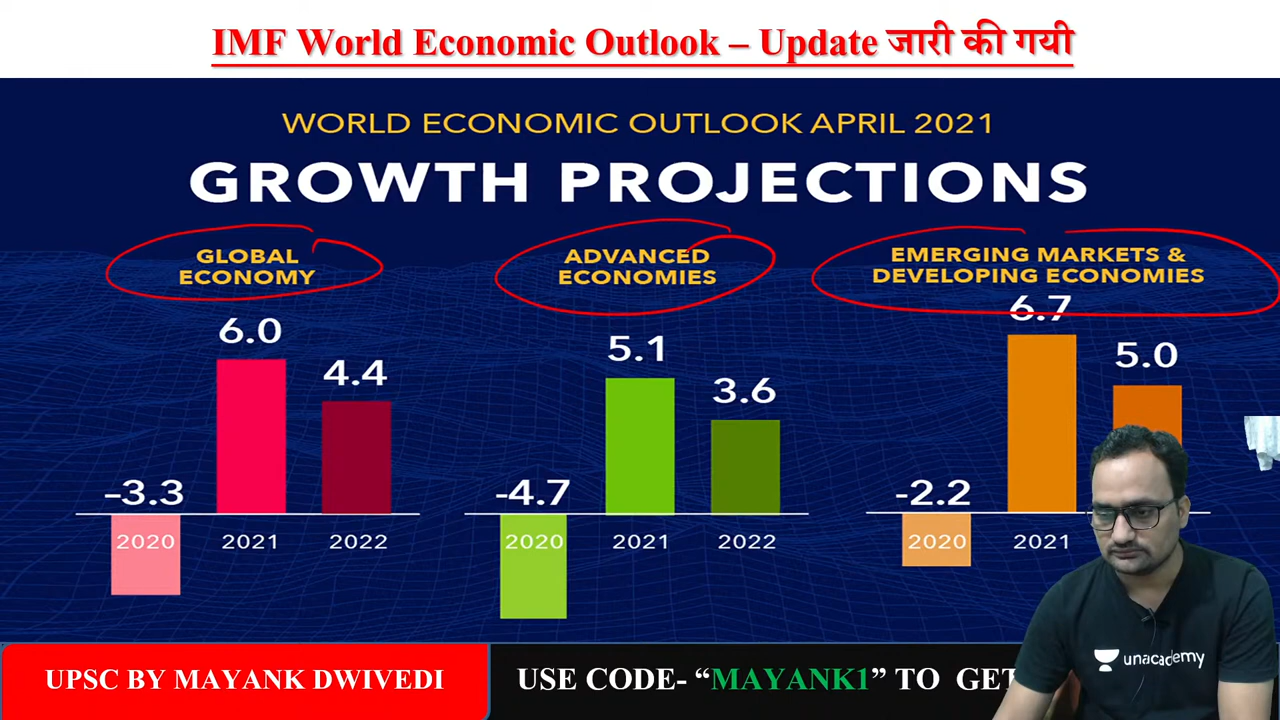 IMF World Economic Outlook – Update जारी की गयी
WORLD ECONOMIC OUTLOOK APRIL 2021
GROWTH PROJECTIONS
GLOBAL
ECONOMY
6.0
4.4
–3.3
2020
2021
2022
ADVANCED
ECONOMIES
5.1
3.6
-4.7
2020
2021
2022
EMERGING MARKETS &
DEVELOPING ECONOMIES
6.7
5.0
-2.2
2020
2021
unacademy
UPSC BY MAYANK DWIVEDI
USE CODE- “MAYANK1” TO GET